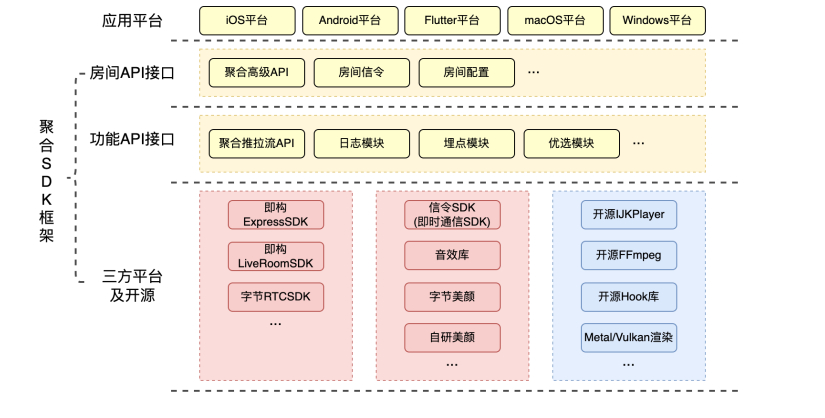 应用平台
iOS平台
Android平台
Flutter平台
macOS平台
Windows平台
聚合SDK框架
房间API接口
聚合高级API
房间信令
房间配置
...
功能API接口
聚合推拉流API
日志模块
埋点模块
优选模块
...
三方平台
及开源
即构
ExpressSDK
即构
LiveRoomSDK
字节RTCSDK
...
信令SDK
(即时通信SDK)
音效库
字节美颜
自研美颜
...
开源IJKPlayer
开源FFmpeg
开源Hook库
Metal/Vulkan渲染
...